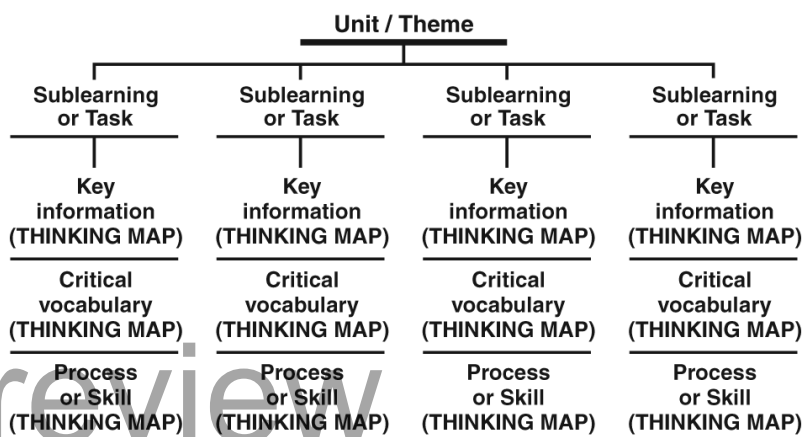 Unit / Theme
Sublearning
or Task
Sublearning
or Task
Sublearning
or Task
Sublearning
or Task
Key
information
(THINKING MAP)
Key
information
(THINKING MAP)
Key
information
(THINKING MAP)
Key
information
(THINKING MAP)
Critical
vocabulary
(THINKING MAP)
Critical
vocabulary
(THINKING MAP)
Critical
vocabulary
(THINKING MAP)
Critical
vocabulary
(THINKING MAP)
Process
or Skill
(THINKING MAP)
Process
or Skill
(THINKING MAP)
Process
or Skill
(THINKING MAP)
Process
or Skill
(THINKING MAP)
review